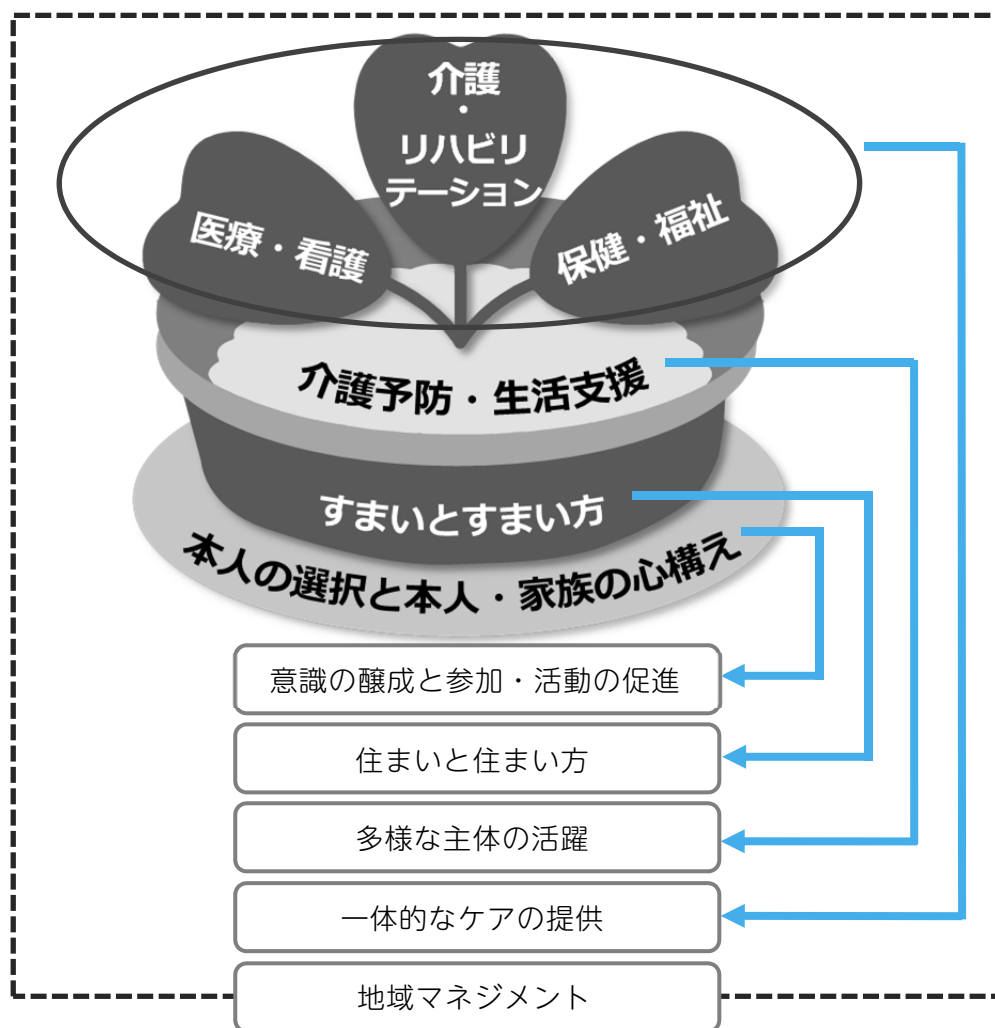 介護
・
リハビリ
テーション
医療・看護
保健・福祉
介護予防・生活支援
すまいとすまい方
本人の選択と本人・家族の心構え
意識の醸成と参加・活動の促進
住まいと住まい方
多様な主体の活躍
一体的なケアの提供
地域マネジメント